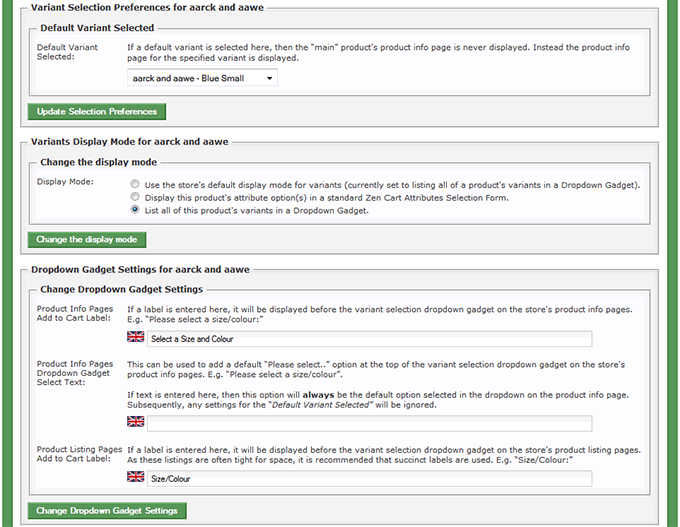 Variant Selection Preferences for aarck and aawe
Default Variant Selected
Default Variant
Selected:
If a default variant is selected here, then the "main" product's product info page is never displayed. Instead the product info
page for the specified variant is displayed.
aarck and aawe - Blue Small
Update Selection Preferences
Variants Display Mode for aarck and aawe
Change the display mode
Display Mode:
Use the store's default display mode for variants (currently set to listing all of a product's variants in a Dropdown Gadget).
Display this product's attribute option(s) in a standard Zen Cart Attributes Selection Form.
List all of this product's variants in a Dropdown Gadget.
Change the display mode
Dropdown Gadget Settings for aarck and aawe
Change Dropdown Gadget Settings
Product Info Pages
Add to Cart Label:
If a label is entered here, it will be displayed before the variant selection dropdown gadget on the store's product info pages.
E.g. "Please select a size/colour:"
Select a Size and Colour
Product Info Pages
Dropdown Gadget
Select Text:
This can be used to add a default "Please select.." option at the top of the variant selection dropdown gadget on the store's
product info pages. E.g. "Please select a size/colour".
If text is entered here, then this option will always be the default option selected in the dropdown on the product info page.
Subsequently, any settings for the "Default Variant Selected" will be ignored.
Product Listing Pages
Add to Cart Label:
If a label is entered here, it will be displayed before the variant selection dropdown gadget on the store's product listing pages.
As these listings are often tight for space, it is recommended that succinct labels are used. E.g. "Size/Colour:"
Size/Colour
Change Dropdown Gadget Settings